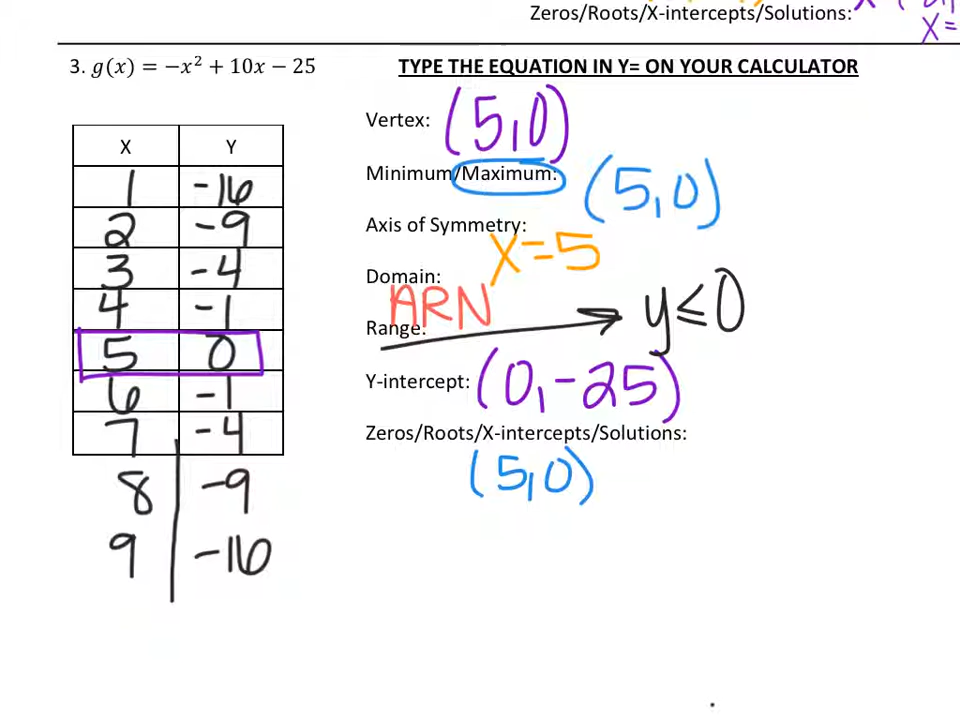 Zeros/Roots/X-intercepts/Solutions:
X=
3. g(x) = −x² + 10x − 25 TYPE THE EQUATION IN Y= ON YOUR CALCULATOR
X Y
1 -16
2 -9
3 -4
4 -1
5 0
6 -1
7 -4
8 -9
9 -16
Vertex: (5,0)
Minimum/Maximum: (5,0)
Axis of Symmetry: x=5
Domain: ARN
Range: y≤0
Y-intercept: (0,-25)
Zeros/Roots/X-intercepts/Solutions:
(5,0)